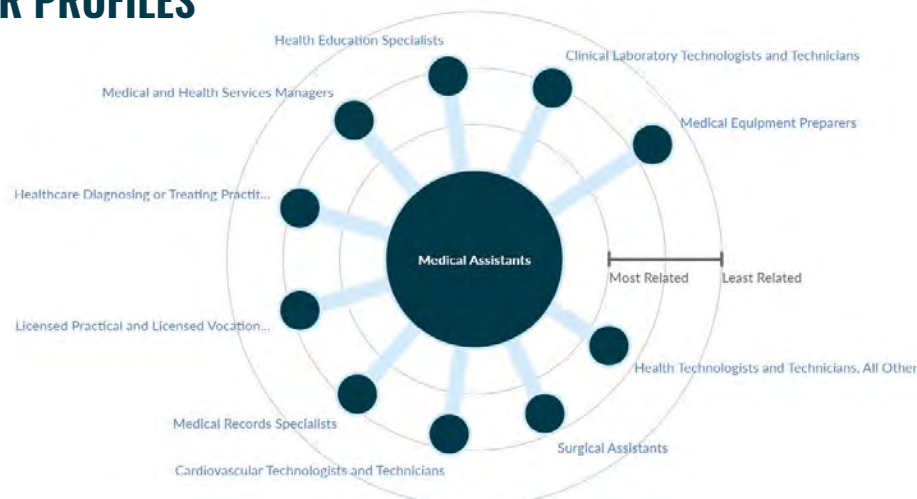 R PROFILES
Health Education Specialists
Clinical Laboratory Technologists and Technicians
Medical and Health Services Managers
Medical Equipment Preparers
Healthcare Diagnosing or Treating Practit...
Medical Assistants
Most Related
Least Related
Licensed Practical and Licensed Vocation...
Health Technologists and Technicians, All Other
Medical Records Specialists
Surgical Assistants
Cardiovascular Technologists and Technicians